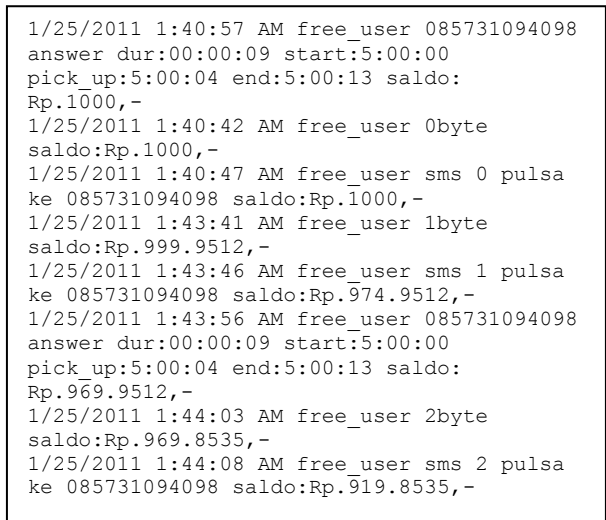 1/25/2011 1:40:57 AM free_user 085731094098
answer dur:00:00:09 start:5:00:00
pick_up:5:00:04 end:5:00:13 saldo:
Rp.1000,-
1/25/2011 1:40:42 AM free_user 0byte
saldo:Rp.1000,-
1/25/2011 1:40:47 AM free_user sms 0 pulsa
ke 085731094098 saldo:Rp.1000,-
1/25/2011 1:43:41 AM free_user 1byte
saldo:Rp.999.9512,-
1/25/2011 1:43:46 AM free_user sms 1 pulsa
ke 085731094098 saldo:Rp.974.9512,-
1/25/2011 1:43:56 AM free_user 085731094098
answer dur:00:00:09 start:5:00:00
pick_up:5:00:04 end:5:00:13 saldo:
Rp.969.9512,-
1/25/2011 1:44:03 AM free_user 2byte
saldo:Rp.969.8535,-
1/25/2011 1:44:08 AM free_user sms 2 pulsa
ke 085731094098 saldo:Rp.919.8535,-